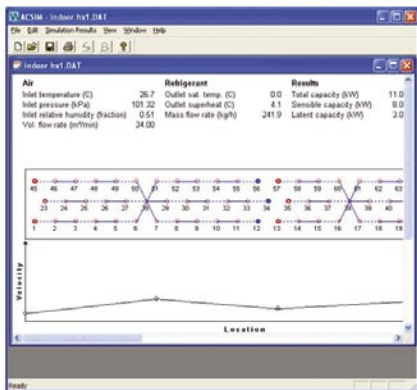 ACSIM - Indoor hx1.DAT
File Edit Simulation Results View Window Help
Indoor hx1.DAT
Air Refrigerant Results
Inlet temperature (C) 26.7 Outlet sat. temp. (C) 0.0 Total capacity (kW) 11.0
Inlet pressure (kPa) 101.32 Outlet superheat (C) 4.1 Sensible capacity (kW) 8.0
Inlet relative humidity (fraction) 0.51 Mass flow rate (kg/h) 241.9 Latent capacity (kW) 3.0
Vol. flow rate (m³/min) 34.00
45 46 47 48 49 50 51 52 53 54 55 56 57 58 59 60 61 62 63
23 24 25 26 27 28 29 30 31 32 33 34 35 36 37 38 39 40
1 2 3 4 5 6 7 8 9 10 11 12 13 14 15 16 17 18 19
Velocity
Location
Ready